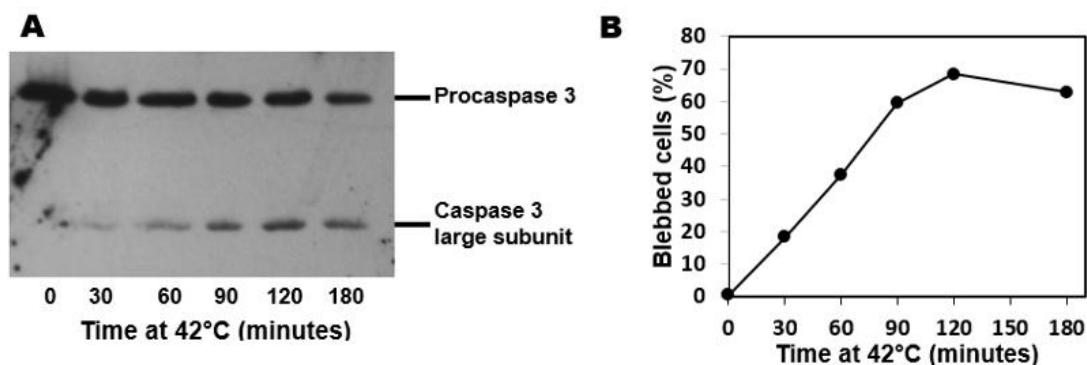 A
Procaspase 3
Caspase 3
large subunit
0 30 60 90 120 180
Time at 42°C (minutes)
B
Blebbed cells (%)
80
70
60
50
40
30
20
10
0
0 30 60 90 120 150 180
Time at 42°C (minutes)